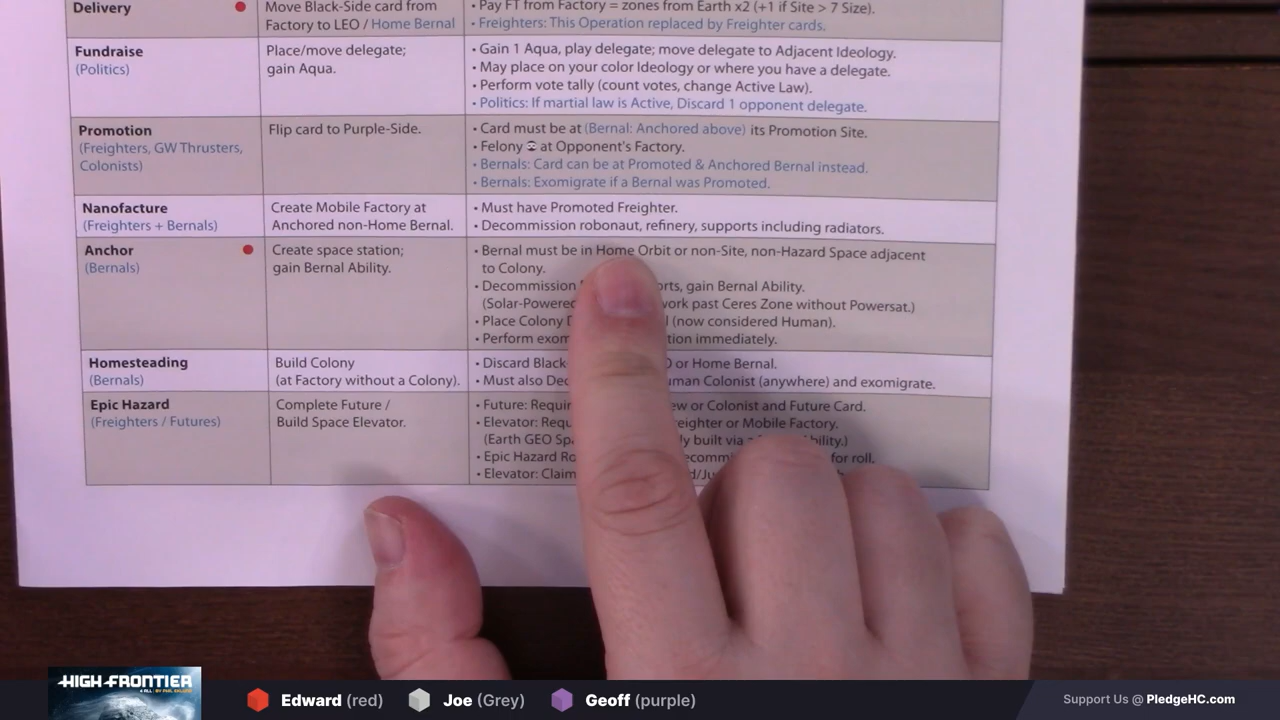 Delivery
Move Black-Side card from
Factory to LEO / Home Bernal
• Pay FT from Factory = zones from Earth x2 (+1 if Site > 7 Size).
• Freighters: This Operation replaced by Freighter cards.
Fundraise
(Politics)
Place/move delegate;
gain Aqua.
• Gain 1 Aqua, play delegate; move delegate to Adjacent Ideology.
• May place on your color Ideology or where you have a delegate.
• Perform vote tally (count votes, change Active Law).
• Politics: If martial law is Active, Discard 1 opponent delegate.
Promotion
(Freighters, GW Thrusters,
Colonists)
Flip card to Purple-Side.
• Card must be at (Bernal: Anchored above) its Promotion Site.
• Felony at Opponent's Factory.
• Bernals: Card can be at Promoted & Anchored Bernal instead.
• Bernals: Exomigrate if a Bernal was Promoted.
Nanofacture
(Freighters + Bernals)
Create Mobile Factory at
Anchored non-Home Bernal.
• Must have Promoted Freighter.
• Decommission robonaut, refinery, supports including radiators.
Anchor
(Bernals)
Create space station;
gain Bernal Ability.
• Bernal must be in Home Orbit or non-Site, non-Hazard Space adjacent
to Colony.
• Decommission orts, gain Bernal Ability.
(Solar-Powered work past Ceres Zone without Powersat.)
• Place Colony (now considered Human).
• Perform exom tion immediately.
Homesteading
(Bernals)
Build Colony
(at Factory without a Colony).
• Discard Black- or Home Bernal.
• Must also Dec uman Colonist (anywhere) and exomigrate.
Epic Hazard
(Freighters / Futures)
Complete Future /
Build Space Elevator.
• Future: Requir ew or Colonist and Future Card.
• Elevator: Requ eighter or Mobile Factory.
(Earth GEO Spa ly built via a bility.)
• Epic Hazard Ro ecommi for roll.
• Elevator: Claim
HIGH FRONTIER
4 ALL | BY PHIL EKLUND
Edward (red)
Joe (Grey)
Geoff (purple)
Support Us @ PledgeHC.com